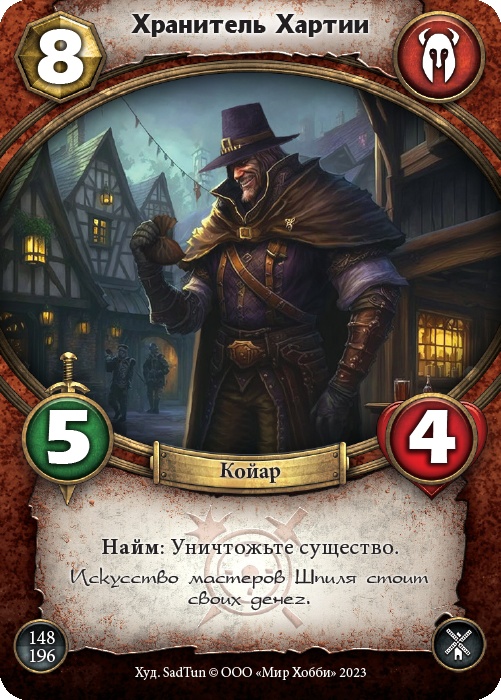 Хранитель Хартии
8
5
4
Койар
Найм: Уничтожьте существо.
Искусство мастеров Шпиля стоит
своих денег.
148
196
Худ. SadTun © ООО «Мир Хобби» 2023